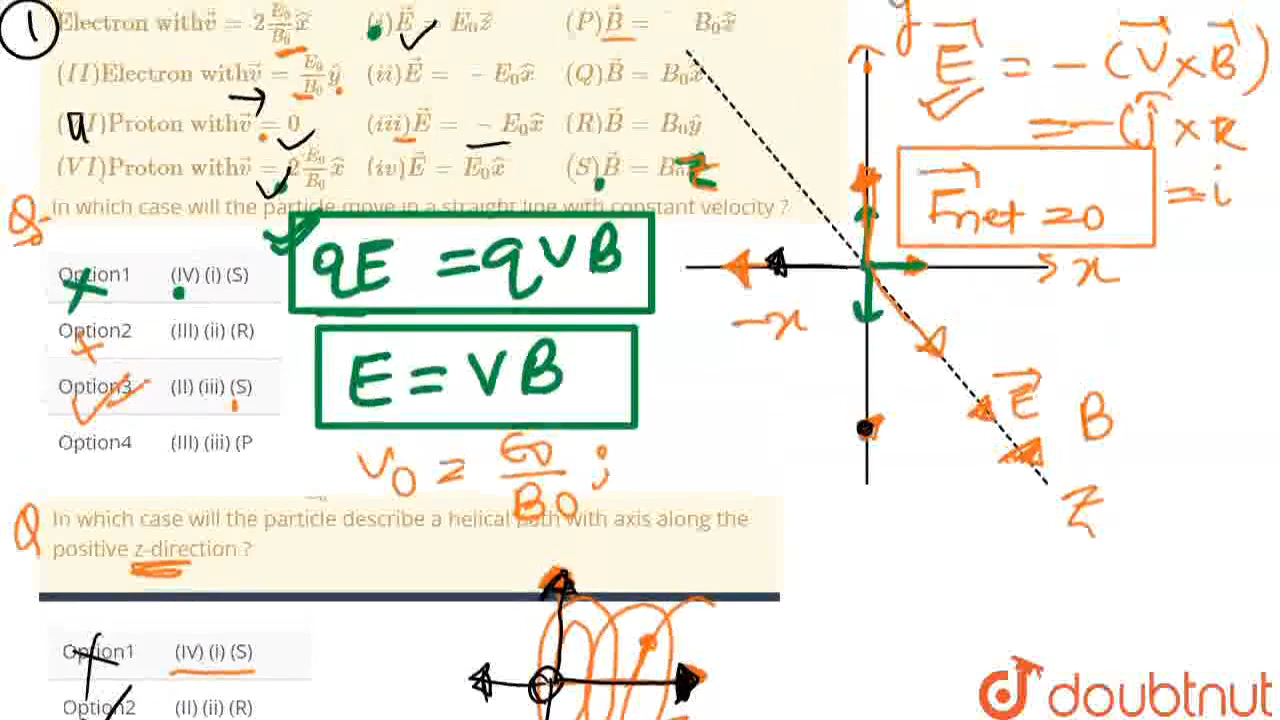 1
Electron with v⃗ = 2 E₀/B₀ x̂ (i) E⃗ = E₀ẑ (P) B⃗ = B₀x̂
(II) Electron with v⃗ = E₀/B₀ ŷ (ii) E⃗ = −E₀x̂ (Q) B⃗ = B₀x̂
I) Proton with v⃗ = 0 (iii) E⃗ = −E₀x̂ (R) B⃗ = B₀ŷ
(VI) Proton with v⃗ = 2 E₀/B₀ x̂ (iv) E⃗ = E₀x̂ (S) B⃗ = B₀ z
In which case will the particle move in a straight line with constant velocity ?
Option1 (IV) (i) (S)
Option2 (III) (ii) (R)
Option3 (II) (iii) (S)
Option4 (III) (iii) (P
qE = qVB
E = VB
V₀ = E₀/B₀ ;
y
E⃗ = −(V⃗ × B⃗)
= −(j × k
= i
F⃗net = 0
x
−x
E⃗ B
z
Q In which case will the particle describe a helical path with axis along the
positive z-direction ?
Option1 (IV) (i) (S)
Option2 (II) (ii) (R)
doubtnut